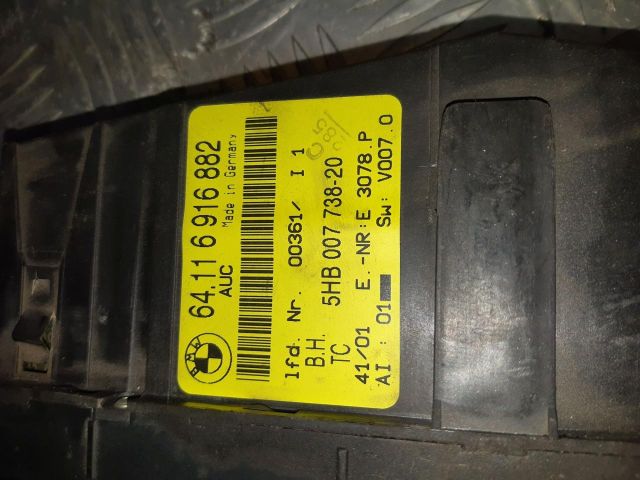 BMW
64.11 6 916 882
AUC
Made in Germany
lfd. Nr. 00361/ I 1
B.H. 5HB 007 738-20
TC
41/01 E.-NR:E 3078.P
AI : 01 SW: V007.0